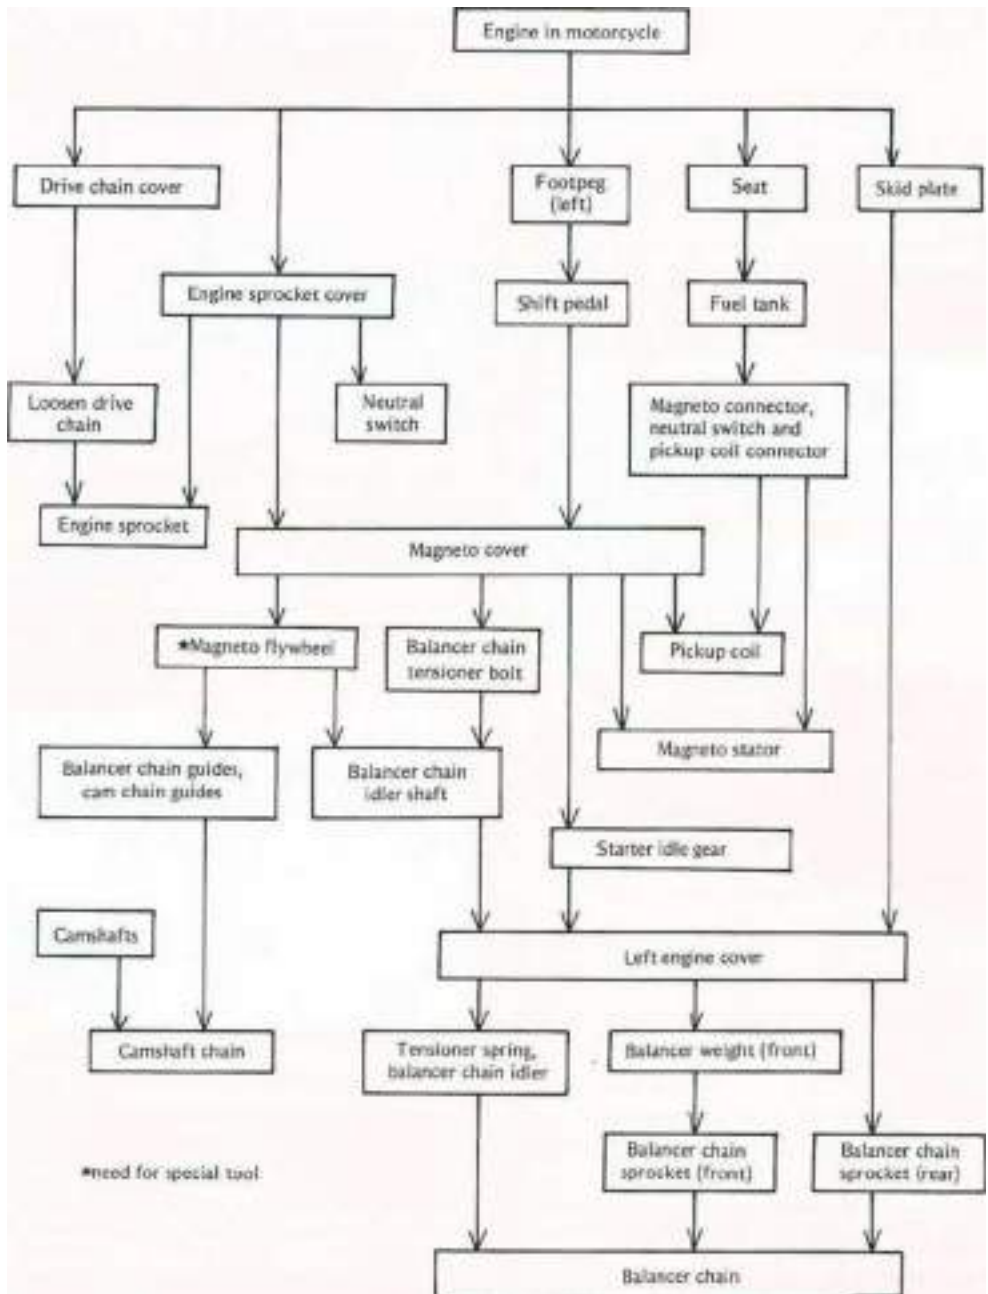 Engine in motorcycle
Drive chain cover
Footpeg
(left)
Seat
Skid plate
Engine sprocket cover
Shift pedal
Fuel tank
Loosen drive
chain
Neutral
switch
Magneto connector,
neutral switch and
pickup coil connector
Engine sprocket
Magneto cover
*Magneto flywheel
Balancer chain
tensioner bolt
Pickup coil
Magneto stator
Balancer chain guides,
cam chain guides
Balancer chain
idler shaft
Starter idle gear
Camshafts
Left engine cover
Camshaft chain
Tensioner spring,
balancer chain idler
Balancer weight (front)
Balancer chain
sprocket (front)
Balancer chain
sprocket (rear)
*need for special tool
Balancer chain